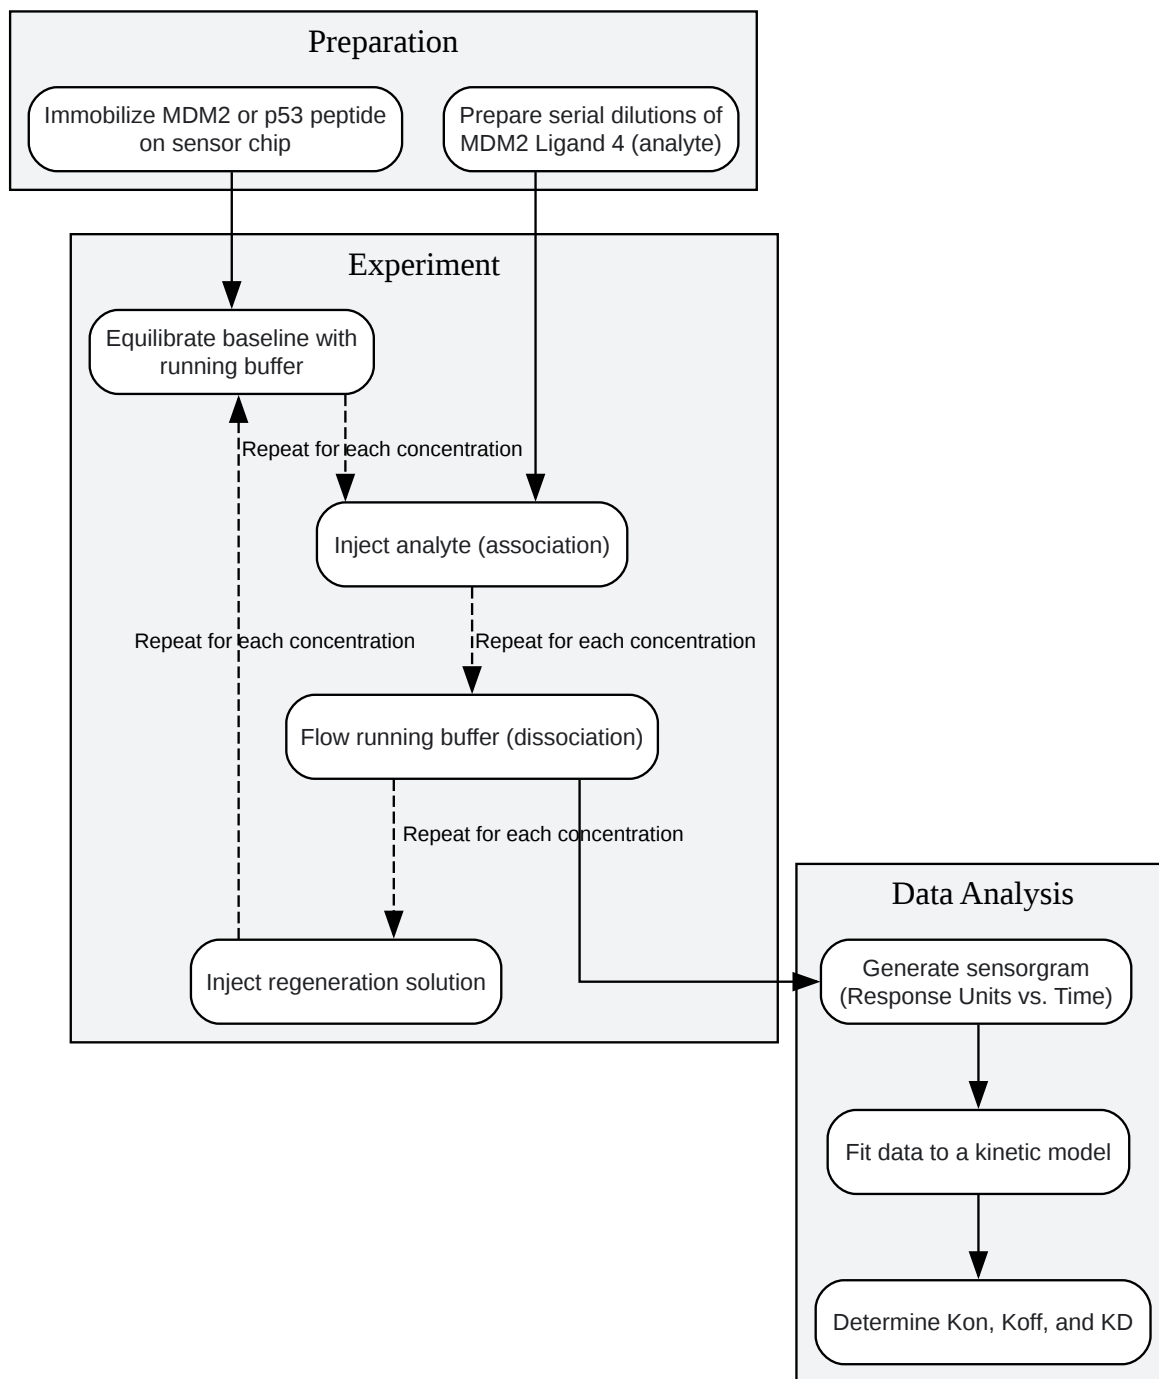 Preparation
Immobilize MDM2 or p53 peptide
on sensor chip
Prepare serial dilutions of
MDM2 Ligand 4 (analyte)
Experiment
Equilibrate baseline with
running buffer
Repeat for each concentration
Inject analyte (association)
Repeat for each concentration
Repeat for each concentration
Flow running buffer (dissociation)
Repeat for each concentration
Inject regeneration solution
Data Analysis
Generate sensorgram
(Response Units vs. Time)
Fit data to a kinetic model
Determine Kon, Koff, and KD